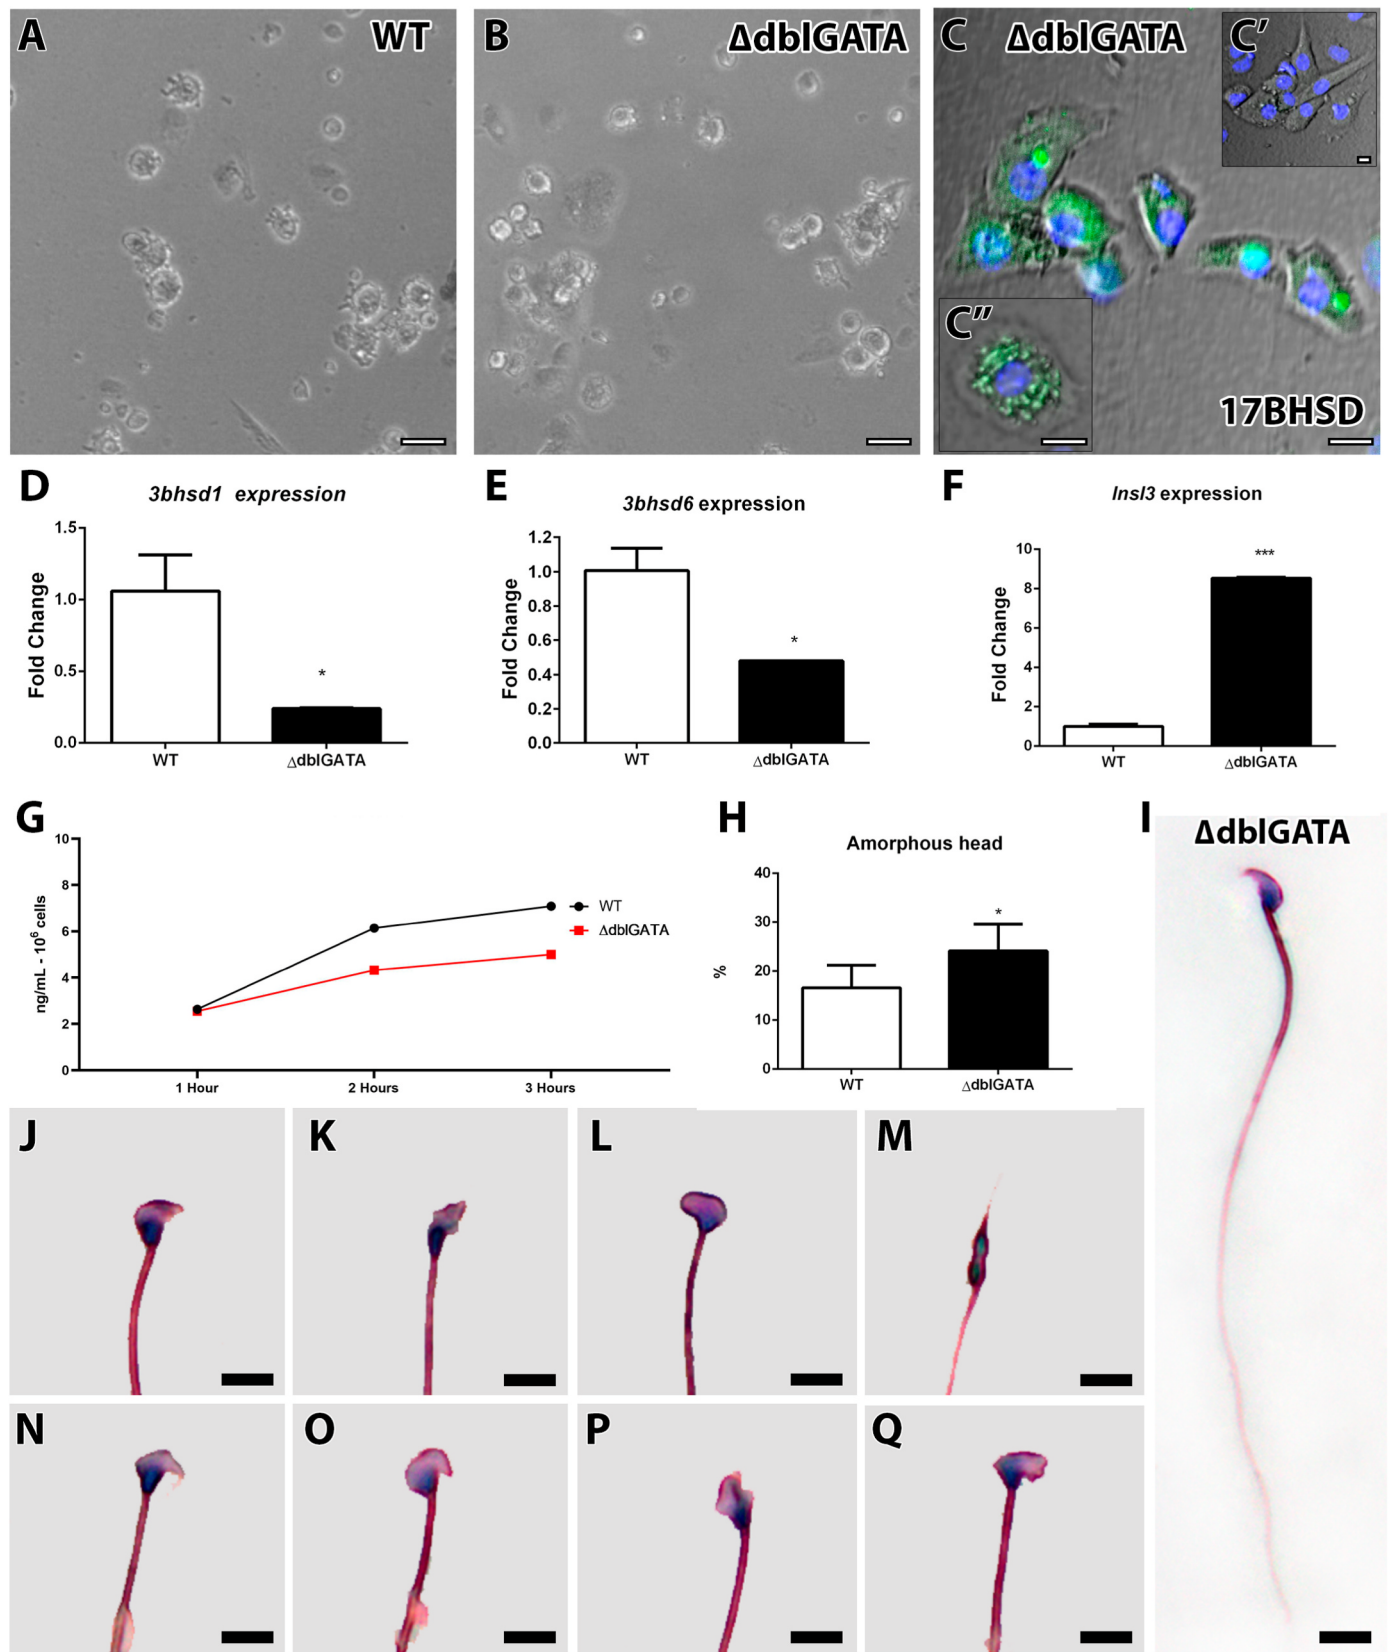 A WT
B ΔdblGATA
C ΔdblGATA
C′
C″
17BHSD
D
3bhsd1 expression
Fold Change
1.5
1.0
0.5
0.0
*
WT ΔdblGATA
E
3bhsd6 expression
Fold Change
1.2
1.0
0.8
0.6
0.4
0.2
0.0
*
WT ΔdblGATA
F
Insl3 expression
Fold Change
10
8
6
4
2
0
***
WT ΔdblGATA
G
ng/mL - 10⁶ cells
10
8
6
4
2
0
WT
ΔdblGATA
1 Hour 2 Hours 3 Hours
H
Amorphous head
%
40
30
20
10
0
*
WT ΔdblGATA
I
ΔdblGATA
J
K
L
M
N
O
P
Q